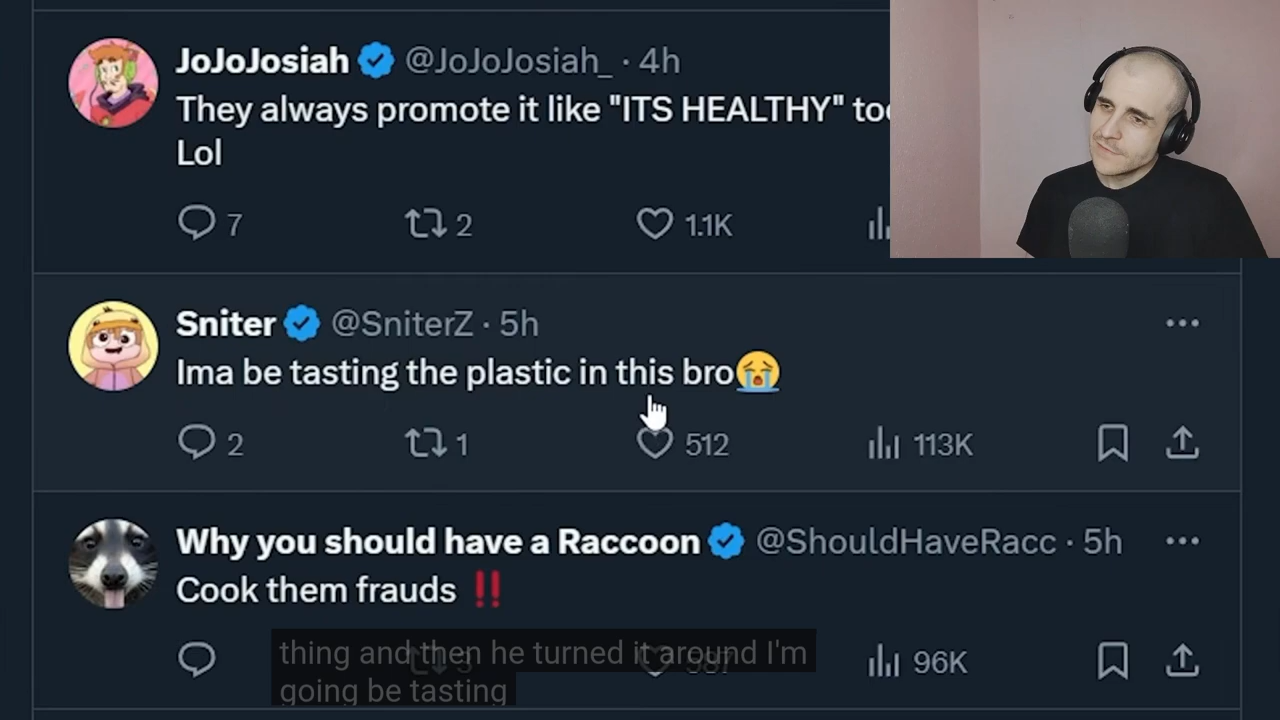 JoJoJosiah @JoJoJosiah_ · 4h
They always promote it like "ITS HEALTHY"
Lol
7 2 1.1K
Sniter @SniterZ · 5h
Ima be tasting the plastic in this bro😭
2 1 512 113K
Why you should have a Raccoon @ShouldHaveRacc · 5h
Cook them frauds ‼️
96K
thing and then he turned it around I'm
going be tasting